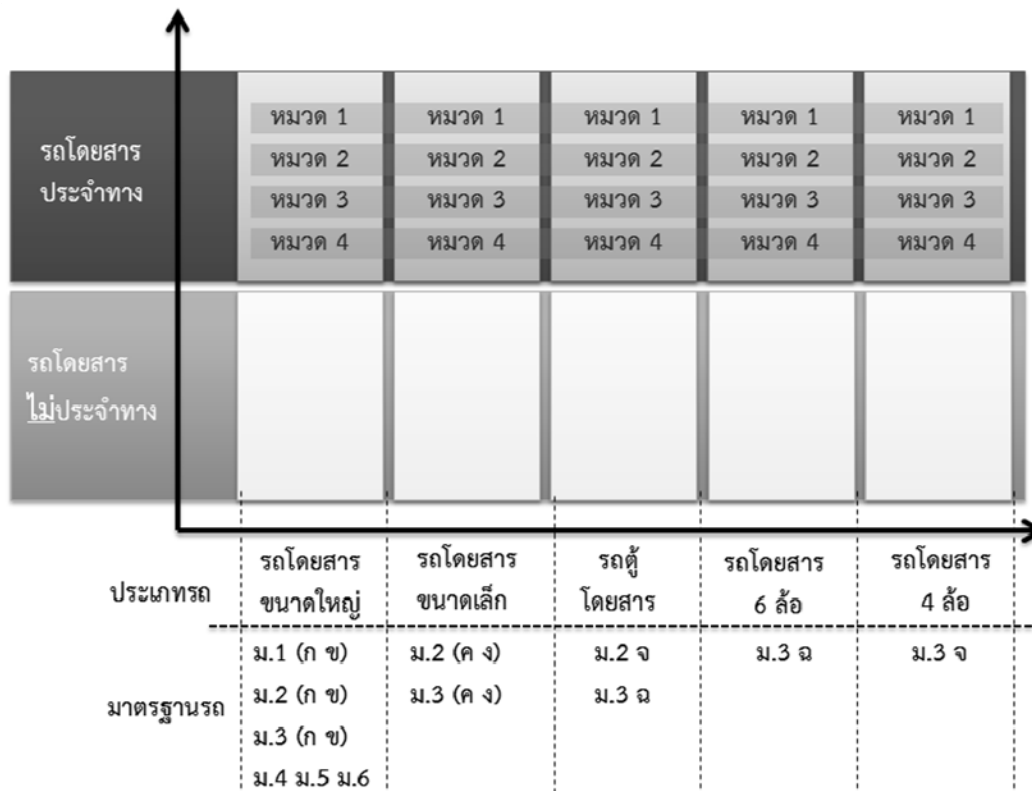 รถโดยสาร
ประจำทาง
หมวด 1 หมวด 1 หมวด 1 หมวด 1 หมวด 1
หมวด 2 หมวด 2 หมวด 2 หมวด 2 หมวด 2
หมวด 3 หมวด 3 หมวด 3 หมวด 3 หมวด 3
หมวด 4 หมวด 4 หมวด 4 หมวด 4 หมวด 4
รถโดยสาร
ไม่ประจำทาง
ประเภทรถ
รถโดยสาร
ขนาดใหญ่
รถโดยสาร
ขนาดเล็ก
รถตู้
โดยสาร
รถโดยสาร
6 ล้อ
รถโดยสาร
4 ล้อ
มาตรฐานรถ
ม.1 (ก ข)
ม.2 (ก ข)
ม.3 (ก ข)
ม.4 ม.5 ม.6
ม.2 (ค ง)
ม.3 (ค ง)
ม.2 จ
ม.3 ฉ
ม.3 ฉ
ม.3 จ